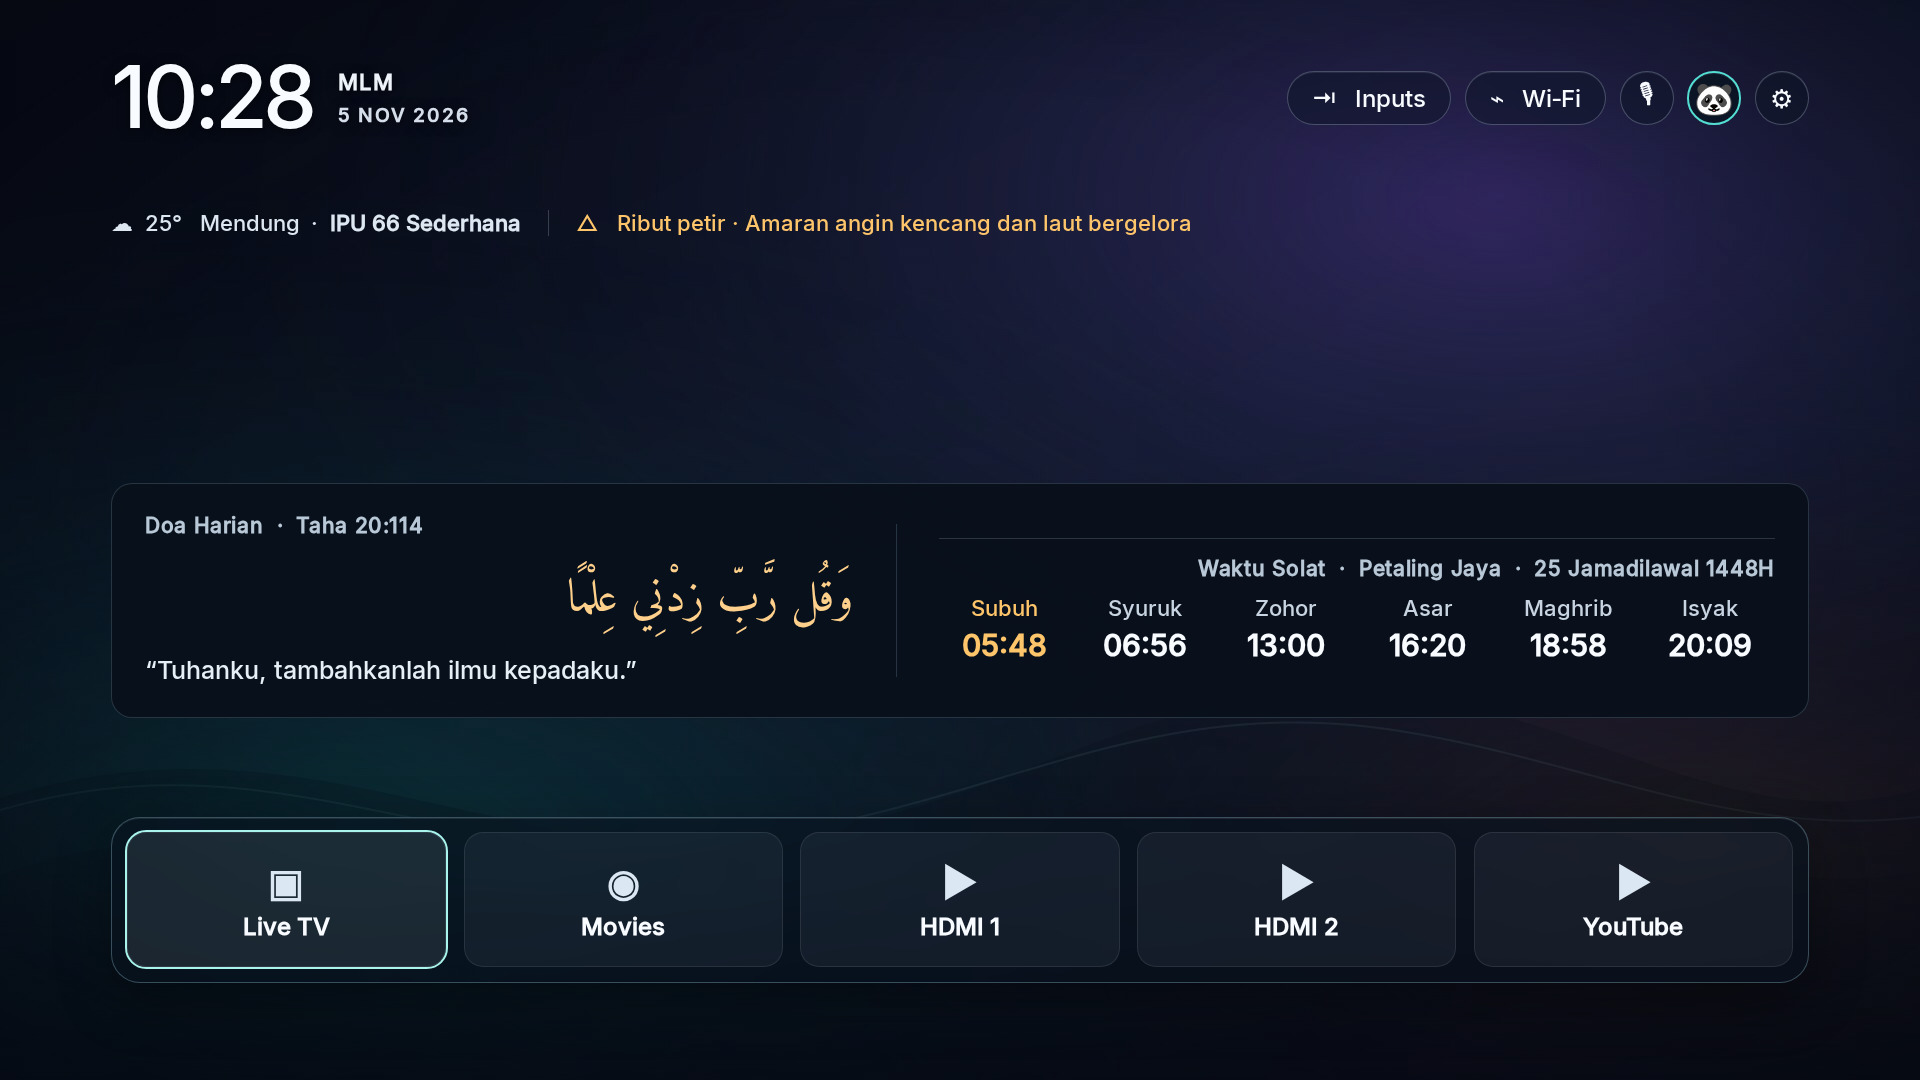 10:28
MLM
5 NOV 2026
Inputs
Wi-Fi
25° Mendung · IPU 66 Sederhana
Ribut petir · Amaran angin kencang dan laut bergelora
Doa Harian · Taha 20:114
وَقُل رَّبِّ زِدْنِي عِلْمًا
“Tuhanku, tambahkanlah ilmu kepadaku.”
Waktu Solat · Petaling Jaya · 25 Jamadilawal 1448H
Subuh Syuruk Zohor Asar Maghrib Isyak
05:48 06:56 13:00 16:20 18:58 20:09
Live TV
Movies
HDMI 1
HDMI 2
YouTube